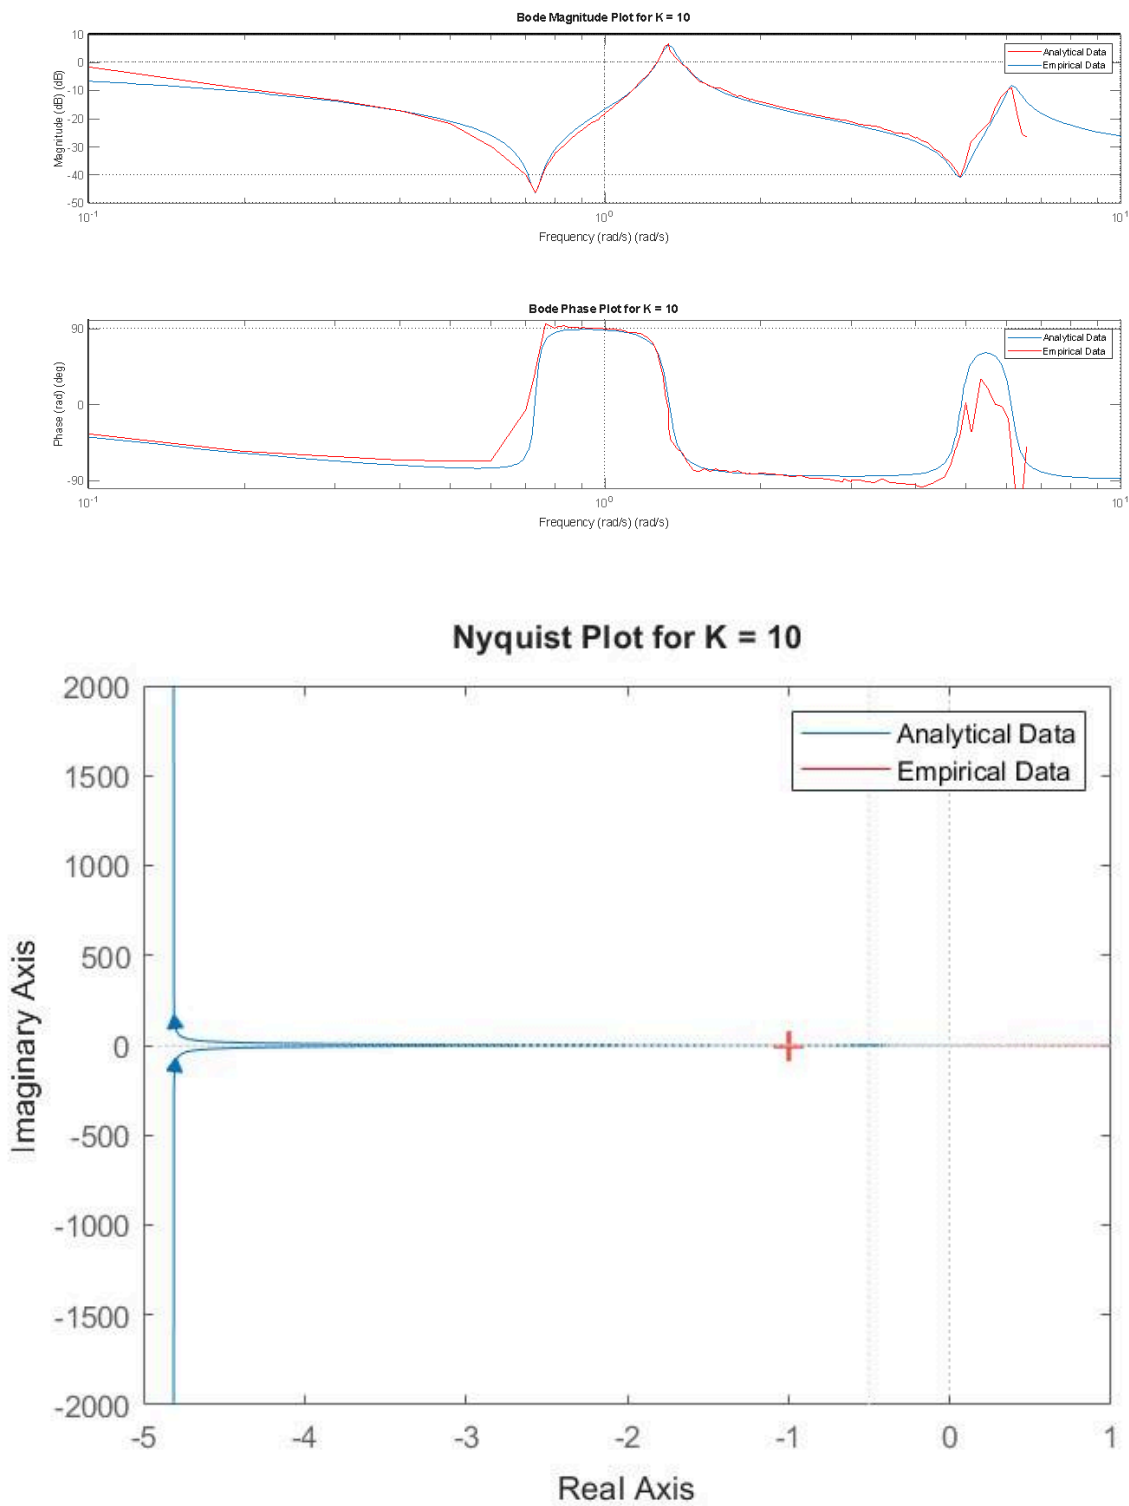 Bode Magnitude Plot for K = 10
Magnitude (dB) (dB)
10
0
-10
-20
-30
-40
-50
Analytical Data
Empirical Data
10-1
100
101
Frequency (rad/s) (rad/s)
Bode Phase Plot for K = 10
Phase (rad) (deg)
90
0
-90
Analytical Data
Empirical Data
10-1
100
101
Frequency (rad/s) (rad/s)
Nyquist Plot for K = 10
Imaginary Axis
2000
1500
1000
500
0
-500
-1000
-1500
-2000
Analytical Data
Empirical Data
-5 -4 -3 -2 -1 0 1
Real Axis